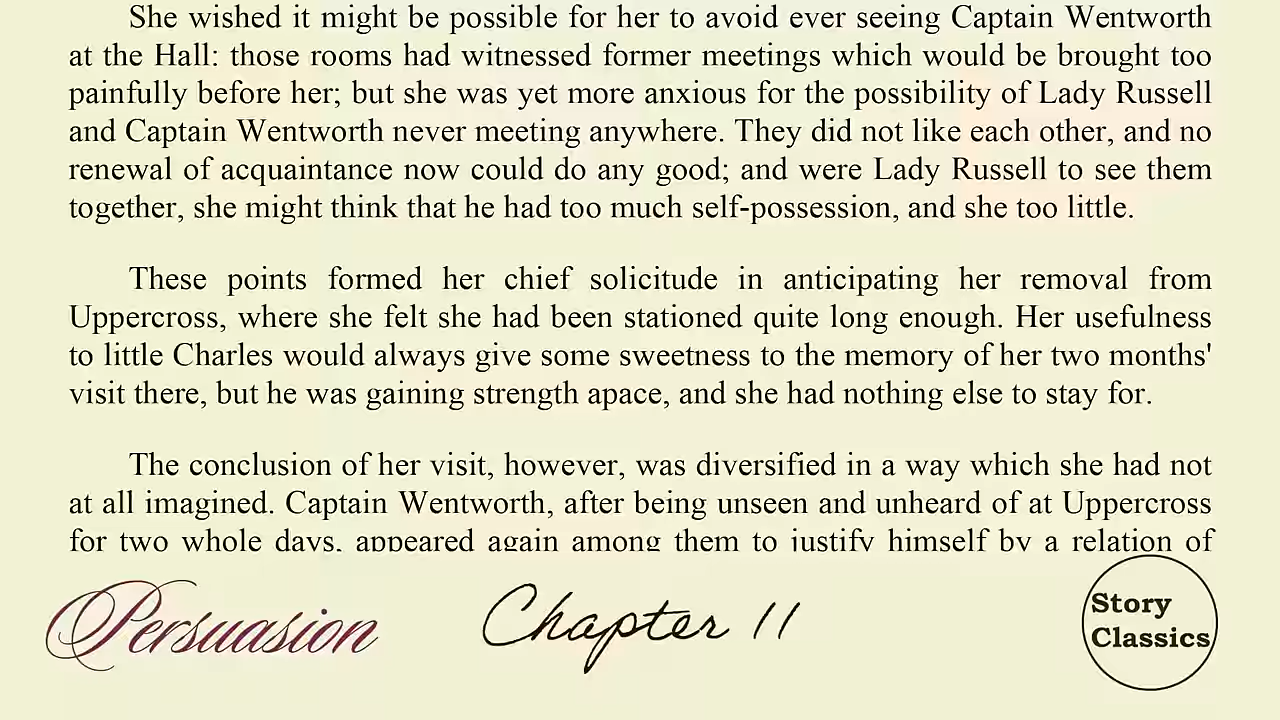 She wished it might be possible for her to avoid ever seeing Captain Wentworth
at the Hall: those rooms had witnessed former meetings which would be brought too
painfully before her; but she was yet more anxious for the possibility of Lady Russell
and Captain Wentworth never meeting anywhere. They did not like each other, and no
renewal of acquaintance now could do any good; and were Lady Russell to see them
together, she might think that he had too much self-possession, and she too little.
These points formed her chief solicitude in anticipating her removal from
Uppercross, where she felt she had been stationed quite long enough. Her usefulness
to little Charles would always give some sweetness to the memory of her two months'
visit there, but he was gaining strength apace, and she had nothing else to stay for.
The conclusion of her visit, however, was diversified in a way which she had not
at all imagined. Captain Wentworth, after being unseen and unheard of at Uppercross
for two whole days, appeared again among them to justify himself by a relation of
Persuasion
Chapter 11
Story
Classics